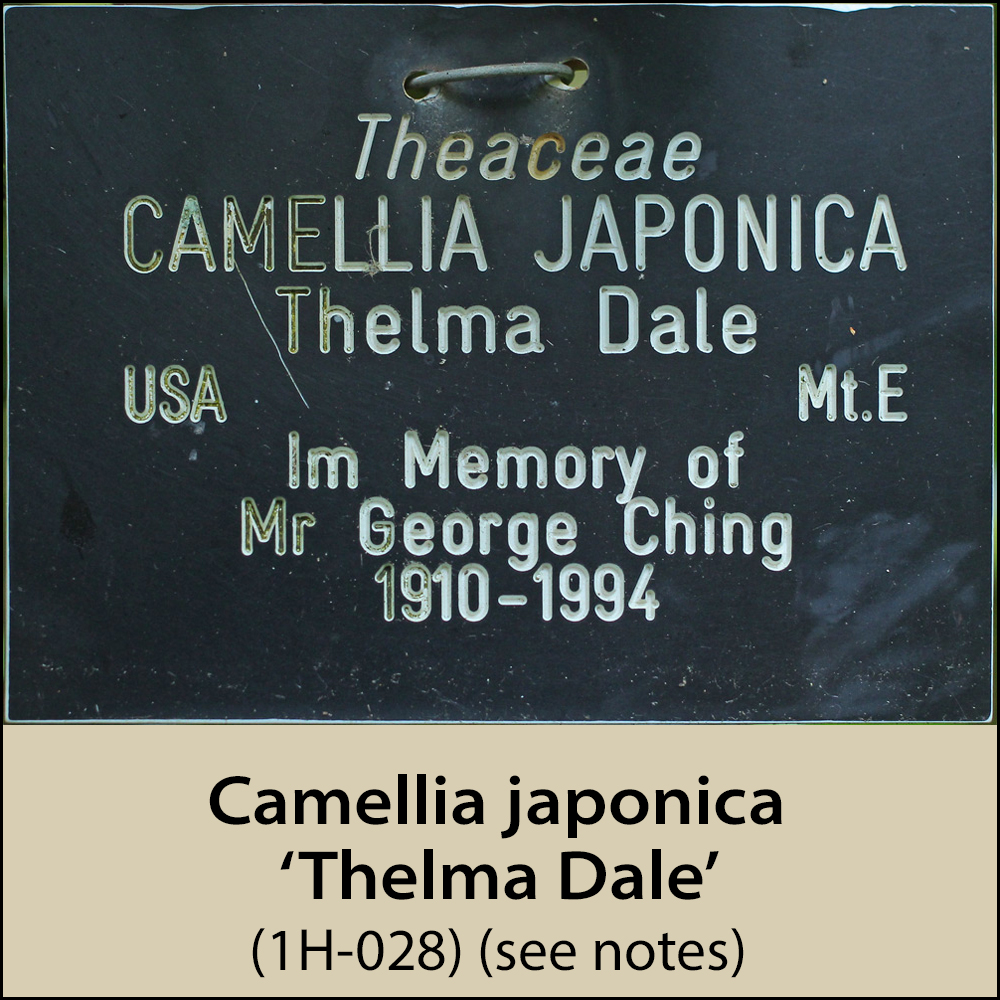 Theaceae
CAMELLIA JAPONICA
Thelma Dale
USA Mt.E
Im Memory of
Mr George Ching
1910-1994
Camellia japonica
‘Thelma Dale’
(1H-028) (see notes)